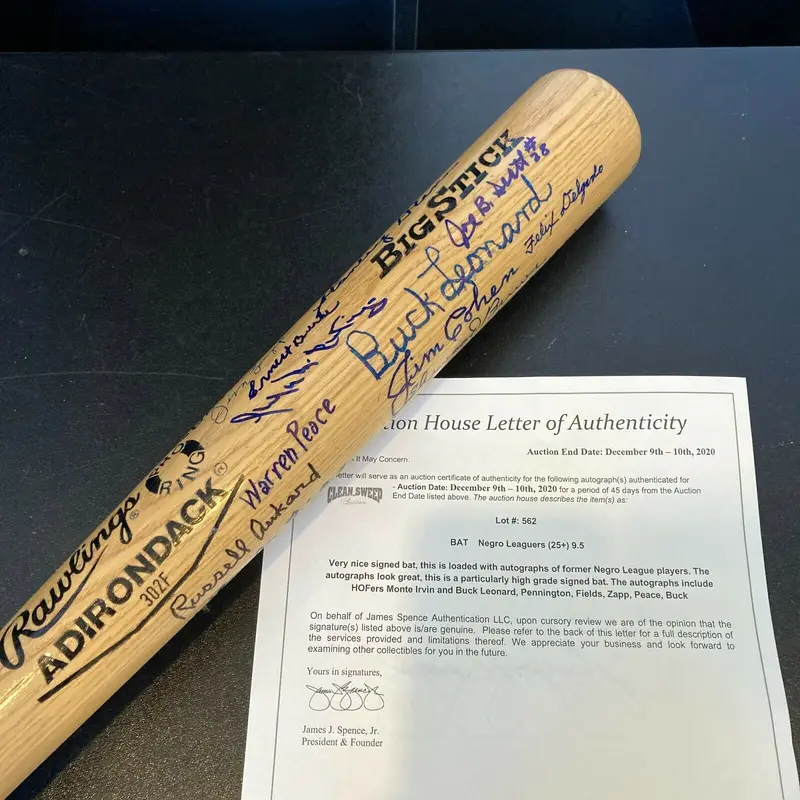 BIG STICK
Joe B. Scott #38
Buck Leonard
Felix Delgado
Jim Cohen
Ernest Burke
Warren Peace
Russell Awkard
RING
Rawlings®
ADIRONDACK®
302F
ion House Letter of Authenticity
Auction End Date: December 9th – 10th, 2020
It May Concern:
letter will serve as an auction certificate of authenticity for the following autograph(s) authenticated for
CLEAN SWEEP
- Auction Date: December 9th – 10th, 2020 for a period of 45 days from the Auction
End Date listed above. The auction house describes the item(s) as:
Lot #: 562
BAT Negro Leaguers (25+) 9.5
Very nice signed bat, this is loaded with autographs of former Negro League players. The
autographs look great, this is a particularly high grade signed bat. The autographs include
HOFers Monte Irvin and Buck Leonard, Pennington, Fields, Zapp, Peace, Buck
On behalf of James Spence Authentication LLC, upon cursory review we are of the opinion that the
signature(s) listed above is/are genuine. Please refer to the back of this letter for a full description of
the services provided and limitations thereof. We appreciate your business and look forward to
examining other collectibles for you in the future.
Yours in signatures,
James J. Spence, Jr.
President & Founder